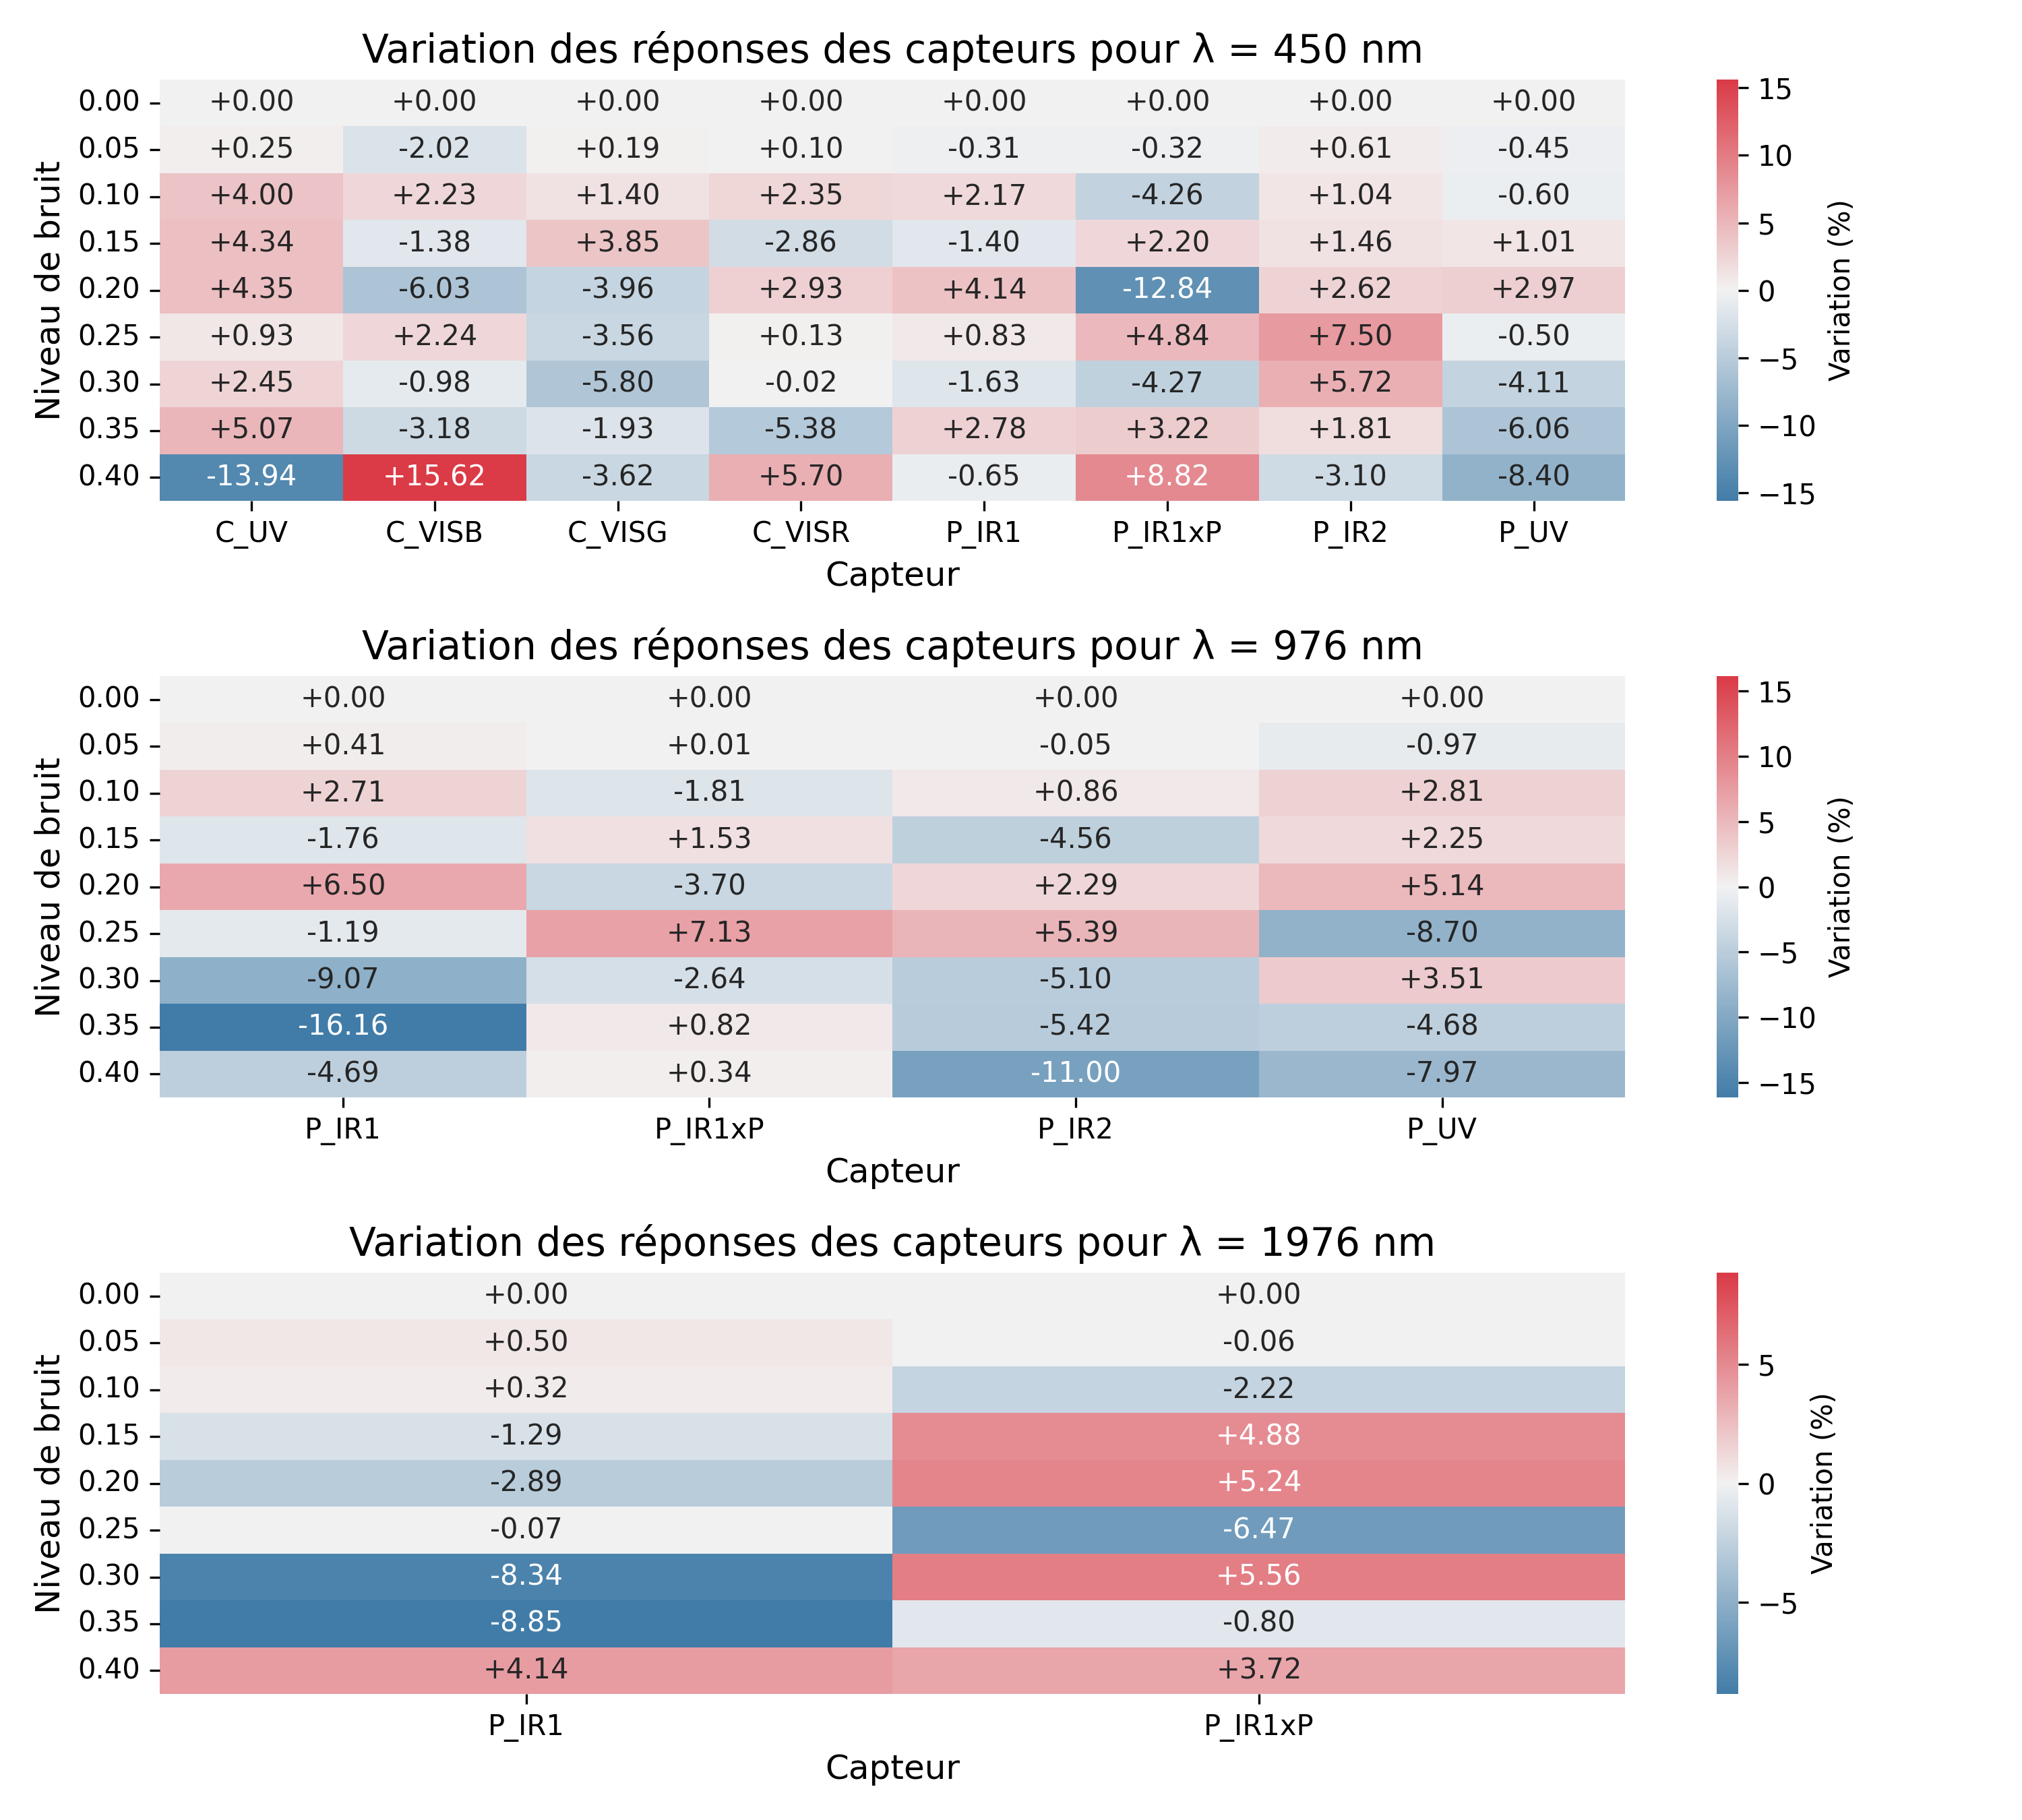 Variation des réponses des capteurs pour λ = 450 nm
Niveau de bruit
0.00 +0.00 +0.00 +0.00 +0.00 +0.00 +0.00 +0.00 +0.00
0.05 +0.25 -2.02 +0.19 +0.10 -0.31 -0.32 +0.61 -0.45
0.10 +4.00 +2.23 +1.40 +2.35 +2.17 -4.26 +1.04 -0.60
0.15 +4.34 -1.38 +3.85 -2.86 -1.40 +2.20 +1.46 +1.01
0.20 +4.35 -6.03 -3.96 +2.93 +4.14 -12.84 +2.62 +2.97
0.25 +0.93 +2.24 -3.56 +0.13 +0.83 +4.84 +7.50 -0.50
0.30 +2.45 -0.98 -5.80 -0.02 -1.63 -4.27 +5.72 -4.11
0.35 +5.07 -3.18 -1.93 -5.38 +2.78 +3.22 +1.81 -6.06
0.40 -13.94 +15.62 -3.62 +5.70 -0.65 +8.82 -3.10 -8.40
C_UV C_VISB C_VISG C_VISR P_IR1 P_IR1xP P_IR2 P_UV
Capteur
15
10
5
0
−5
−10
−15
Variation (%)
Variation des réponses des capteurs pour λ = 976 nm
Niveau de bruit
0.00 +0.00 +0.00 +0.00 +0.00
0.05 +0.41 +0.01 -0.05 -0.97
0.10 +2.71 -1.81 +0.86 +2.81
0.15 -1.76 +1.53 -4.56 +2.25
0.20 +6.50 -3.70 +2.29 +5.14
0.25 -1.19 +7.13 +5.39 -8.70
0.30 -9.07 -2.64 -5.10 +3.51
0.35 -16.16 +0.82 -5.42 -4.68
0.40 -4.69 +0.34 -11.00 -7.97
P_IR1 P_IR1xP P_IR2 P_UV
Capteur
15
10
5
0
−5
−10
−15
Variation (%)
Variation des réponses des capteurs pour λ = 1976 nm
Niveau de bruit
0.00 +0.00 +0.00
0.05 +0.50 -0.06
0.10 +0.32 -2.22
0.15 -1.29 +4.88
0.20 -2.89 +5.24
0.25 -0.07 -6.47
0.30 -8.34 +5.56
0.35 -8.85 -0.80
0.40 +4.14 +3.72
P_IR1 P_IR1xP
Capteur
5
0
−5
Variation (%)